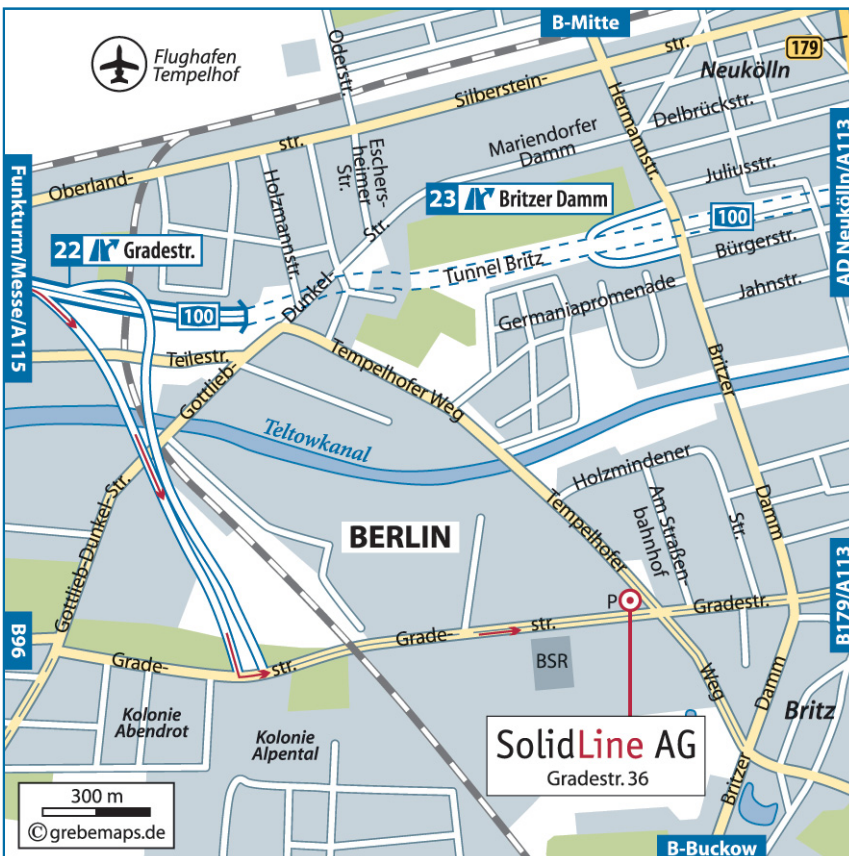 B-Mitte
179
Flughafen
Tempelhof
Oderstr.
str.
Neukölln
Silberstein-
Hermannstr.
Delbrückstr.
Mariendorfer
Damm
str.
Oberland-
Eschers-
heimer
Str.
Juliusstr.
Holzmannstr.
23 Britzer Damm
100
AD Neukölln/A113
Funkturm/Messe/A115
22 Gradestr.
Str.
Dunkel-
Tunnel Britz
Bürgerstr.
Germaniapromenade
Jahnstr.
100
Teilestr.
Gottlieb-
Tempelhofer Weg
Britzer
Teltowkanal
Holzmindener
Str.
Am Straßen-
bahnhof
Damm
Gottlieb-Dunkel-Str.
BERLIN
Tempelhofer
B179/A113
P
Gradestr.
B96
Grade-
str.
Grade-
str.
BSR
Weg
Damm
Britz
Kolonie
Abendrot
Kolonie
Alpental
SolidLine AG
Gradestr. 36
Britzer
300 m
© grebemaps.de
B-Buckow